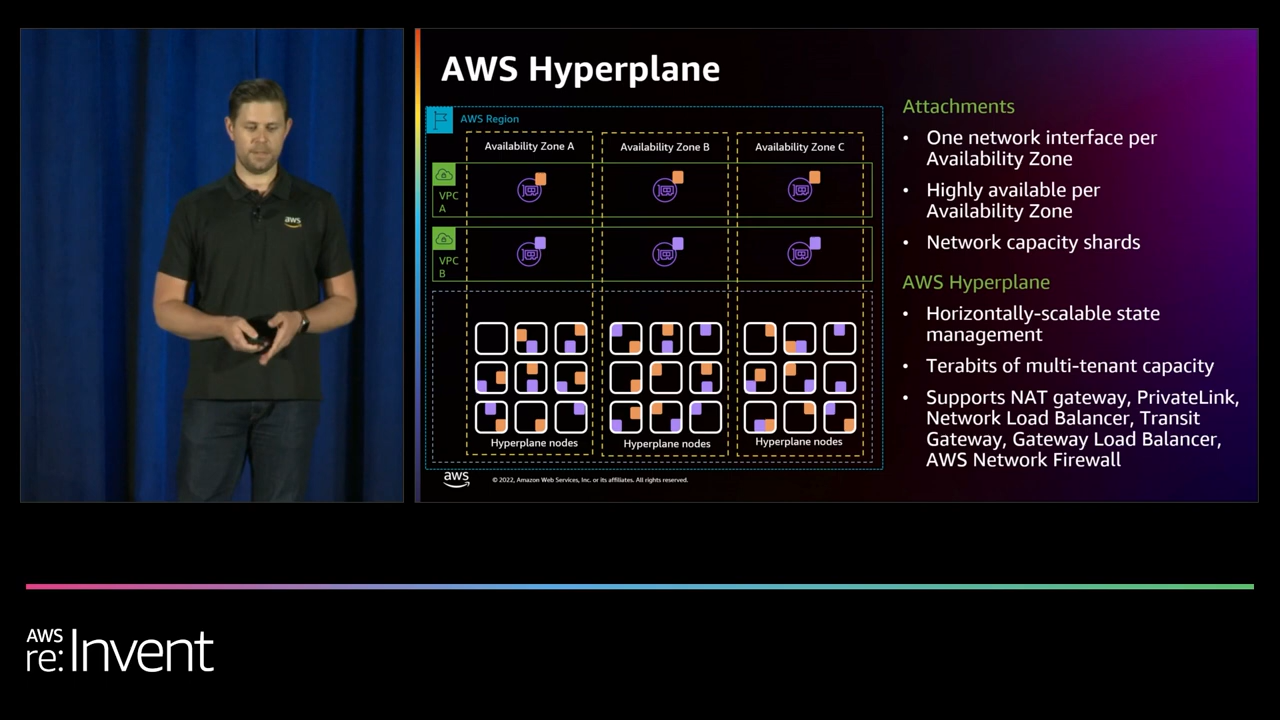 aws
AWS Hyperplane
AWS Region
Availability Zone A
Availability Zone B
Availability Zone C
VPC
A
VPC
B
Hyperplane nodes
Hyperplane nodes
Hyperplane nodes
aws
© 2022, Amazon Web Services, Inc. or its affiliates. All rights reserved.
Attachments
• One network interface per
Availability Zone
• Highly available per
Availability Zone
• Network capacity shards
AWS Hyperplane
• Horizontally-scalable state
management
• Terabits of multi-tenant capacity
• Supports NAT gateway, PrivateLink,
Network Load Balancer, Transit
Gateway, Gateway Load Balancer,
AWS Network Firewall
AWS
re:Invent